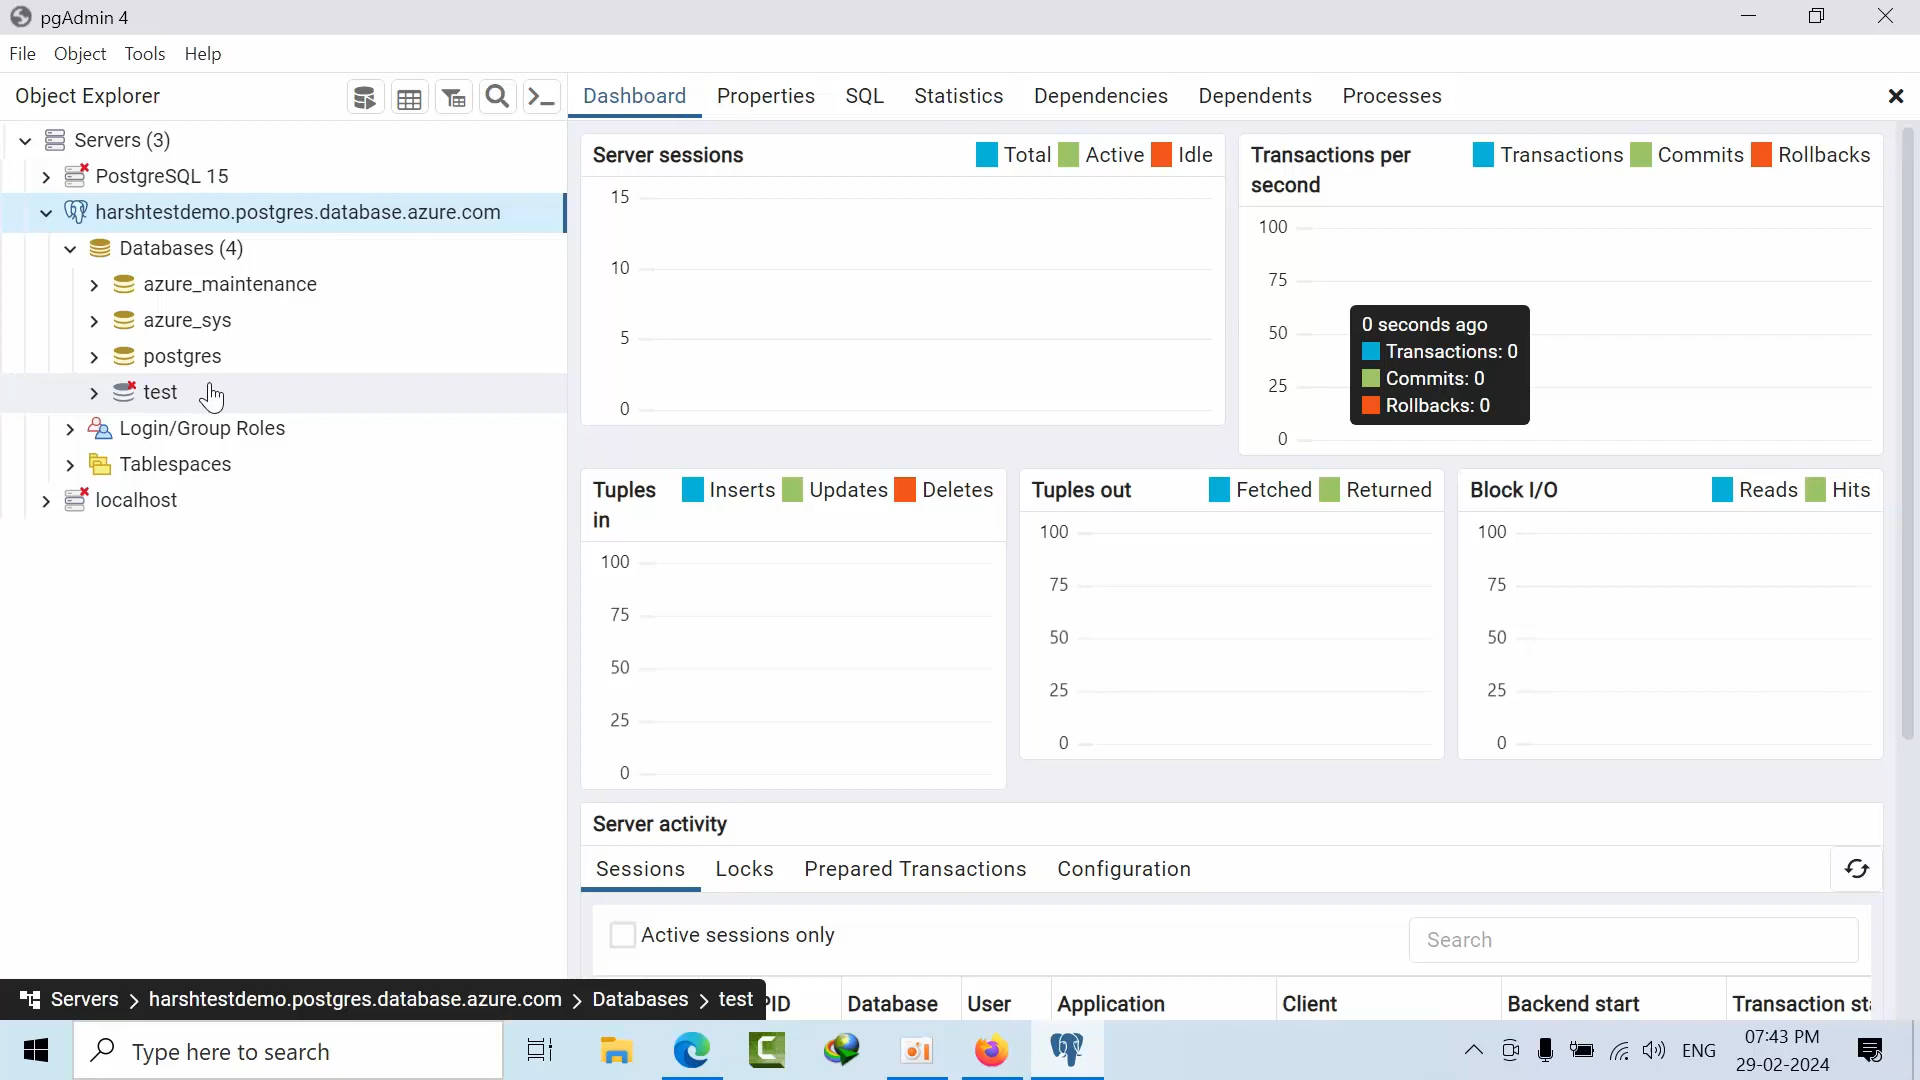 pgAdmin 4
File Object Tools Help
Object Explorer
Dashboard Properties SQL Statistics Dependencies Dependents Processes
Servers (3)
PostgreSQL 15
harshtestdemo.postgres.database.azure.com
Databases (4)
azure_maintenance
azure_sys
postgres
test
Login/Group Roles
Tablespaces
localhost
Server sessions Total Active Idle
15
10
5
0
Transactions per second Transactions Commits Rollbacks
100
75
50
25
0
0 seconds ago
Transactions: 0
Commits: 0
Rollbacks: 0
Tuples in Inserts Updates Deletes
100
75
50
25
0
Tuples out Fetched Returned
100
75
50
25
0
Block I/O Reads Hits
100
75
50
25
0
Server activity
Sessions Locks Prepared Transactions Configuration
Active sessions only
Search
Database User Application Client Backend start Transaction
Servers > harshtestdemo.postgres.database.azure.com > Databases > test
Type here to search
ENG
07:43 PM
29-02-2024